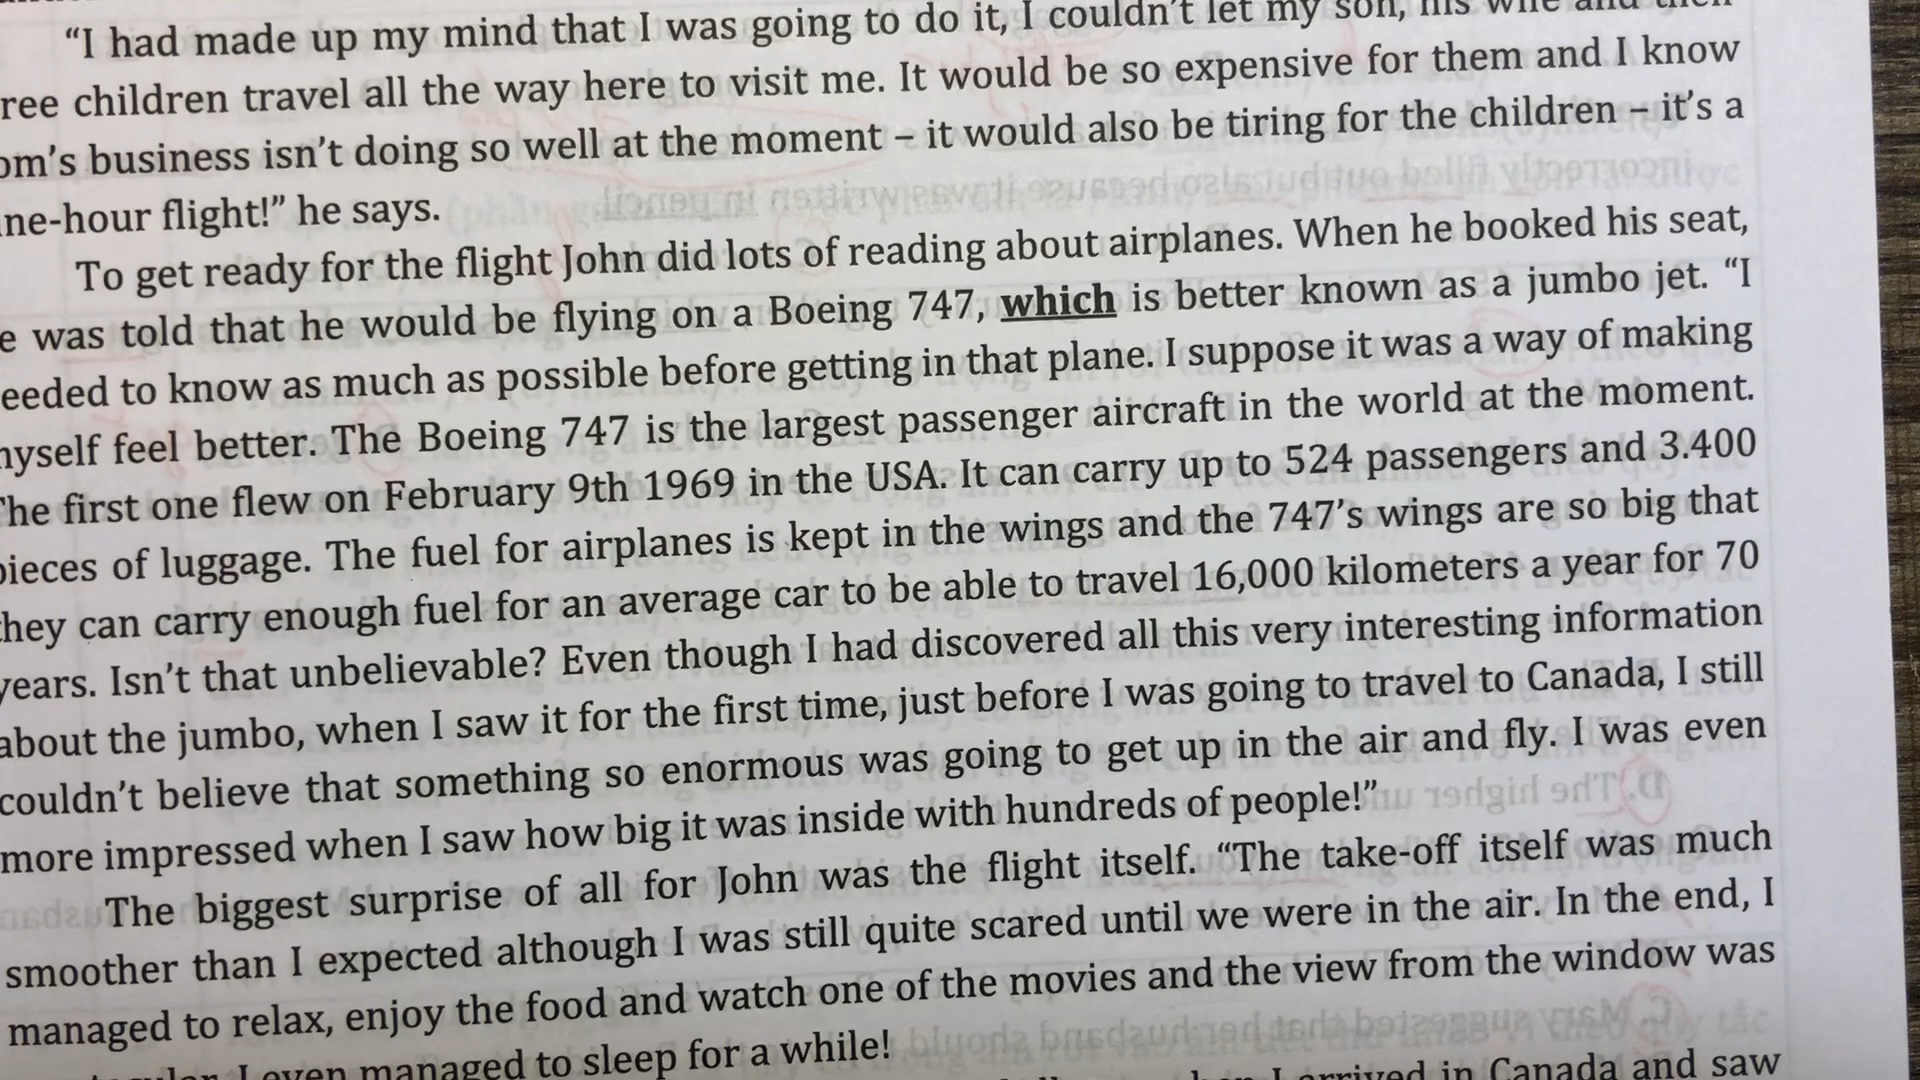 “I had made up my mind that I was going to do it, I couldn't let my son, his wife and their
ree children travel all the way here to visit me. It would be so expensive for them and I know
om's business isn't doing so well at the moment – it would also be tiring for the children – it's a
ne-hour flight!” he says.
To get ready for the flight John did lots of reading about airplanes. When he booked his seat,
e was told that he would be flying on a Boeing 747, which is better known as a jumbo jet. “I
eeded to know as much as possible before getting in that plane. I suppose it was a way of making
myself feel better. The Boeing 747 is the largest passenger aircraft in the world at the moment.
The first one flew on February 9th 1969 in the USA. It can carry up to 524 passengers and 3.400
pieces of luggage. The fuel for airplanes is kept in the wings and the 747's wings are so big that
they can carry enough fuel for an average car to be able to travel 16,000 kilometers a year for 70
years. Isn't that unbelievable? Even though I had discovered all this very interesting information
about the jumbo, when I saw it for the first time, just before I was going to travel to Canada, I still
couldn't believe that something so enormous was going to get up in the air and fly. I was even
more impressed when I saw how big it was inside with hundreds of people!”
The biggest surprise of all for John was the flight itself. “The take-off itself was much
smoother than I expected although I was still quite scared until we were in the air. In the end, I
managed to relax, enjoy the food and watch one of the movies and the view from the window was
I even managed to sleep for a while!
I arrived in Canada and saw